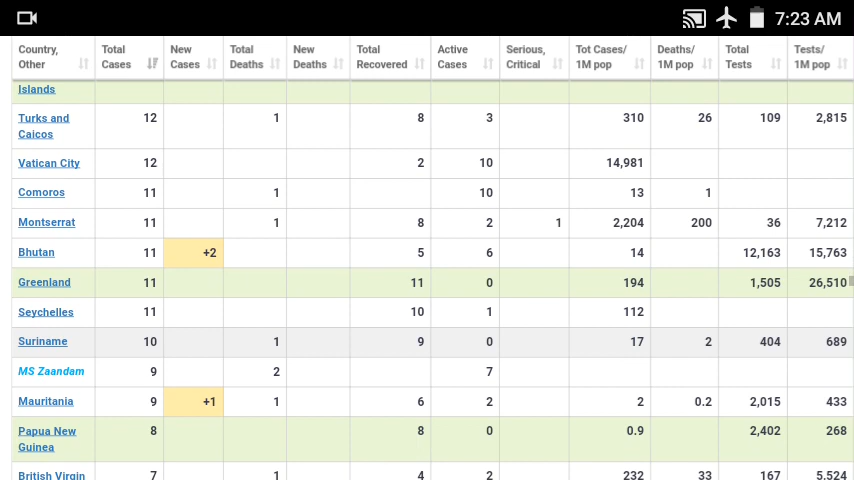 7:23 AM
Country, Other Total Cases New Cases Total Deaths New Deaths Total Recovered Active Cases Serious, Critical Tot Cases/ 1M pop Deaths/ 1M pop Total Tests Tests/ 1M pop
Islands
Turks and Caicos 12 1 8 3 310 26 109 2,815
Vatican City 12 2 10 14,981
Comoros 11 1 10 13 1
Montserrat 11 1 8 2 1 2,204 200 36 7,212
Bhutan 11 +2 5 6 14 12,163 15,763
Greenland 11 11 0 194 1,505 26,510
Seychelles 11 10 1 112
Suriname 10 1 9 0 17 2 404 689
MS Zaandam 9 2 7
Mauritania 9 +1 1 6 2 2 0.2 2,015 433
Papua New Guinea 8 8 0 0.9 2,402 268
British Virgin 7 1 4 2 232 33 167 5,524